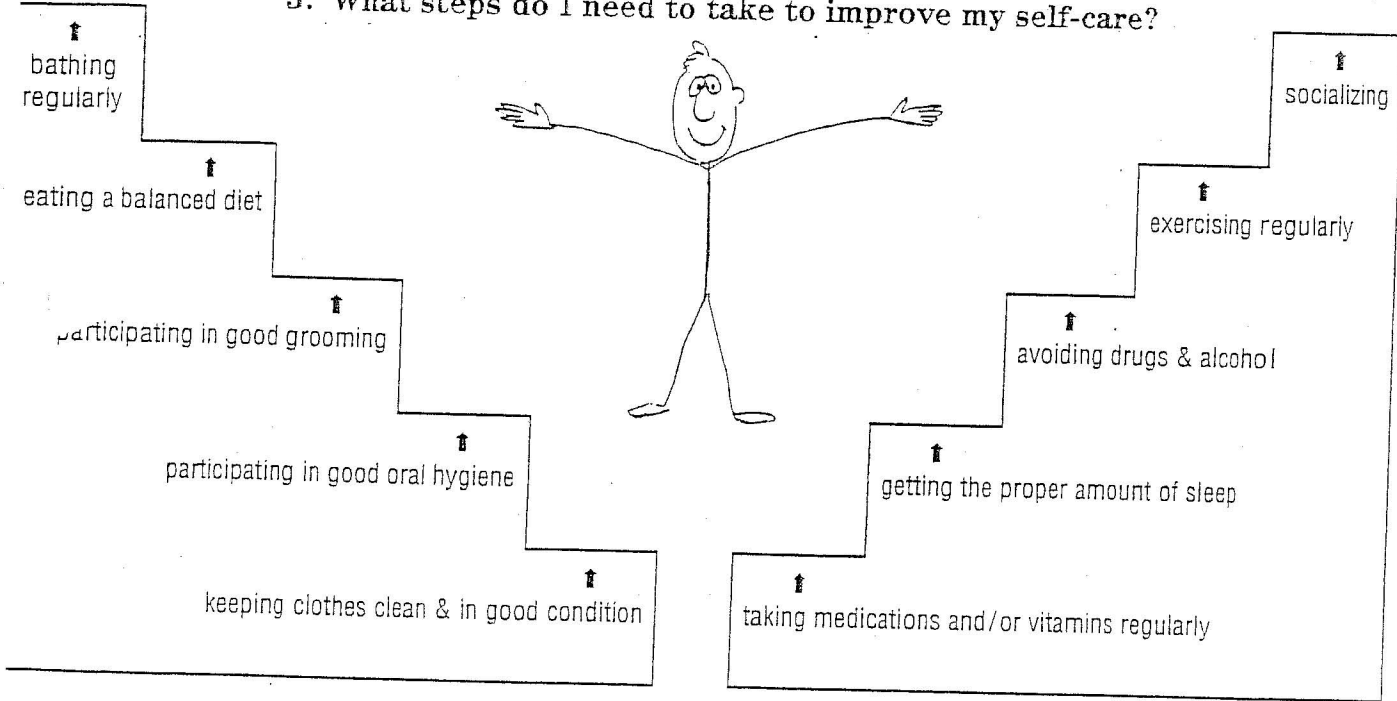 What steps do I need to take to improve my self-care?
bathing
regularly
eating a balanced diet
participating in good grooming
participating in good oral hygiene
keeping clothes clean & in good condition
socializing
exercising regularly
avoiding drugs & alcohol
getting the proper amount of sleep
taking medications and/or vitamins regularly